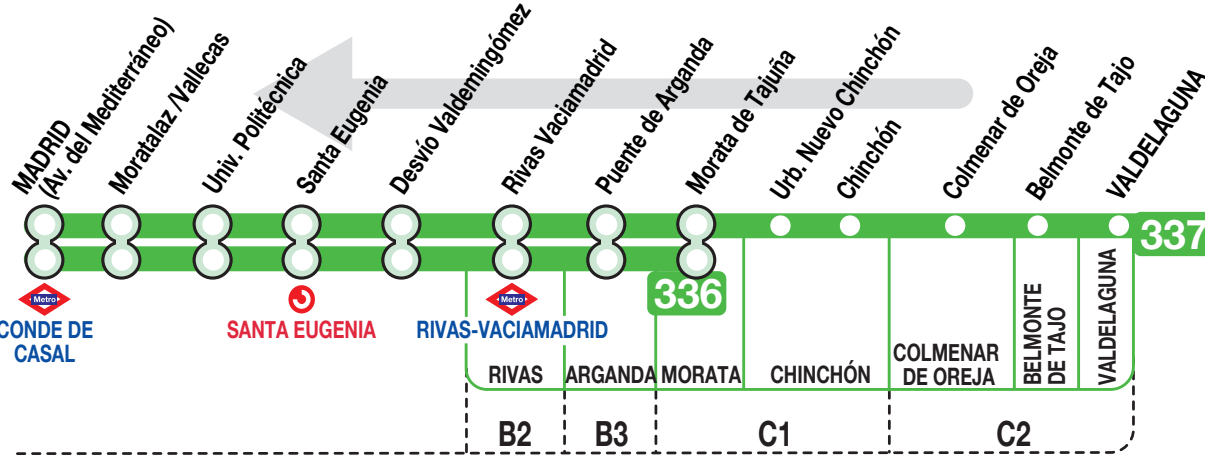 MADRID
(Av. del Mediterráneo)
Moratalaz /Vallecas
Univ. Politécnica
Santa Eugenia
Desvío Valdemingómez
Rivas Vaciamadrid
Puente de Arganda
Morata de Tajuña
Urb. Nuevo Chinchón
Chinchón
Colmenar de Oreja
Belmonte de Tajo
VALDELAGUNA
337
336
Metro
CONDE DE
CASAL
SANTA EUGENIA
Metro
RIVAS-VACIAMADRID
RIVAS
ARGANDA
MORATA
CHINCHÓN
COLMENAR
DE OREJA
BELMONTE
DE TAJO
VALDELAGUNA
B2
B3
C1
C2